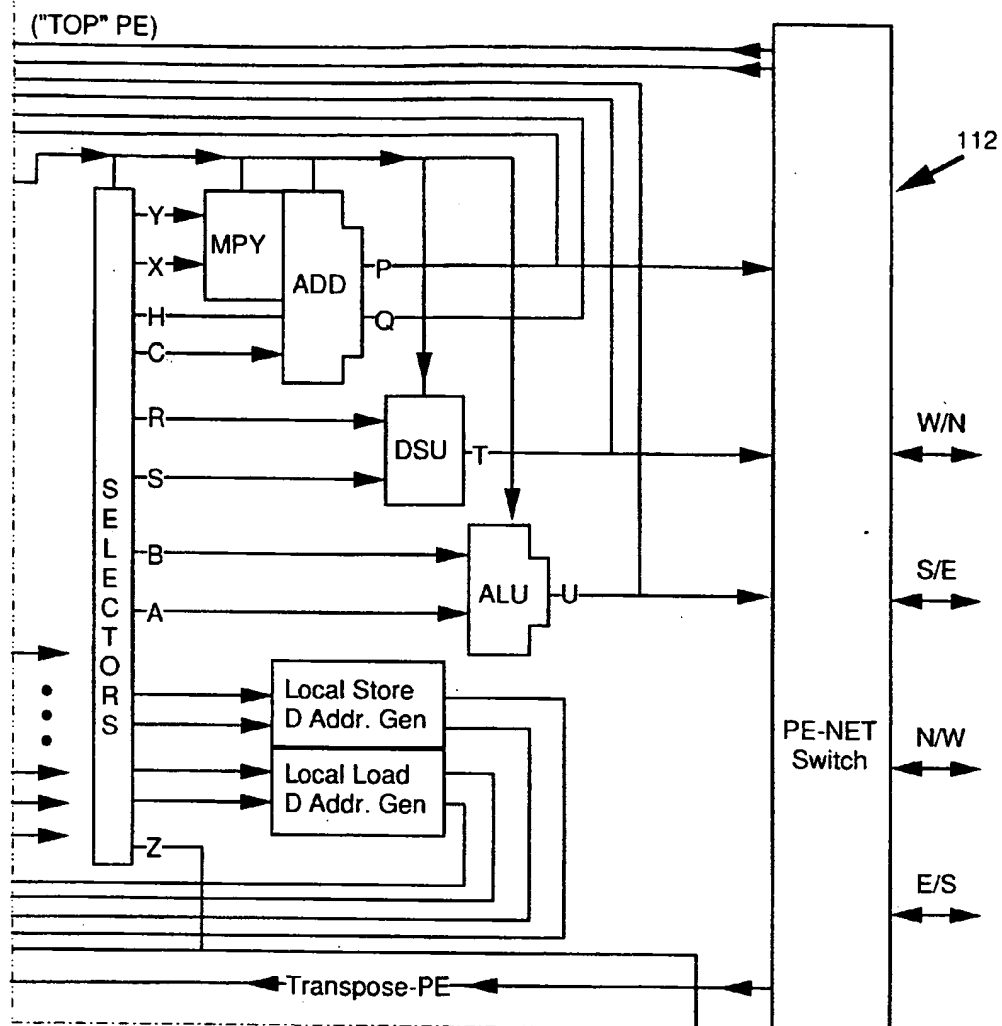 ("TOP" PE)
112
Y
MPY
X
ADD
P
H
Q
C
R
DSU
T
S
W/N
SELECTORS
B
ALU
U
S/E
A
Local Store
D Addr. Gen
PE-NET
Switch
N/W
Local Load
D Addr. Gen
Z
E/S
Transpose-PE